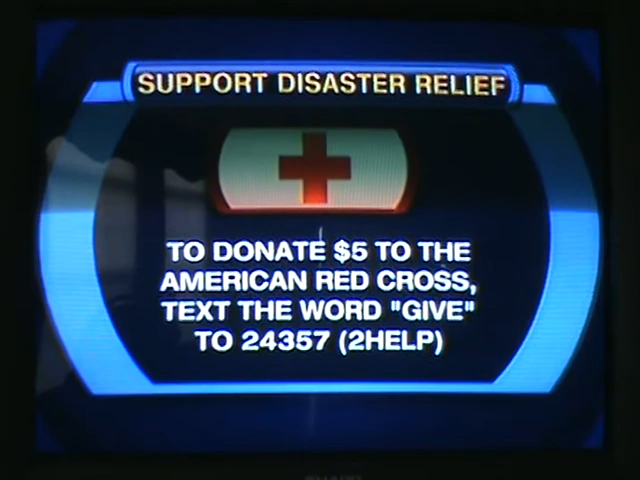 SUPPORT DISASTER RELIEF
TO DONATE $5 TO THE
AMERICAN RED CROSS,
TEXT THE WORD "GIVE"
TO 24357 (2HELP)